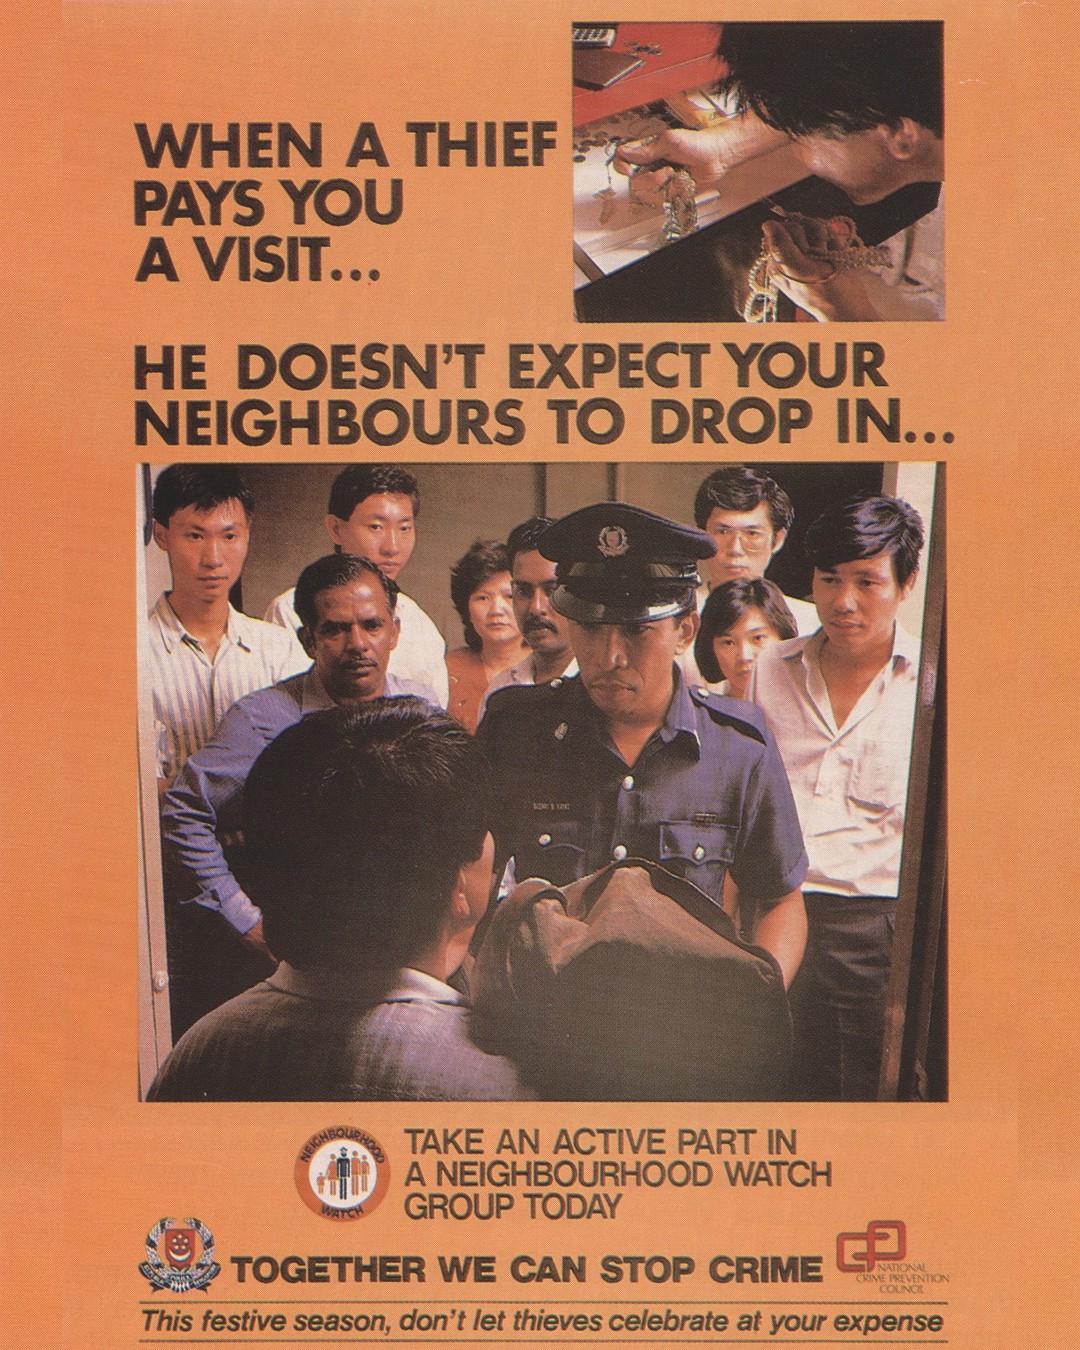 WHEN A THIEF
PAYS YOU
A VISIT...
HE DOESN'T EXPECT YOUR
NEIGHBOURS TO DROP IN...
NEIGHBOURHOOD
WATCH
TAKE AN ACTIVE PART IN
A NEIGHBOURHOOD WATCH
GROUP TODAY
TOGETHER WE CAN STOP CRIME
NATIONAL
CRIME PREVENTION
COUNCIL
This festive season, don't let thieves celebrate at your expense